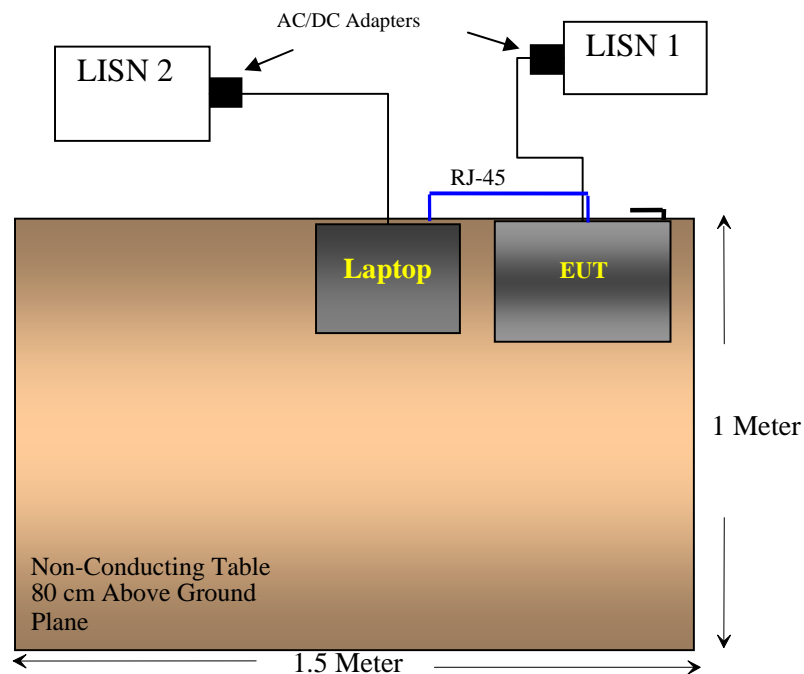 AC/DC Adapters
LISN 2
LISN 1
RJ-45
Laptop
EUT
1 Meter
Non-Conducting Table
80 cm Above Ground
Plane
1.5 Meter